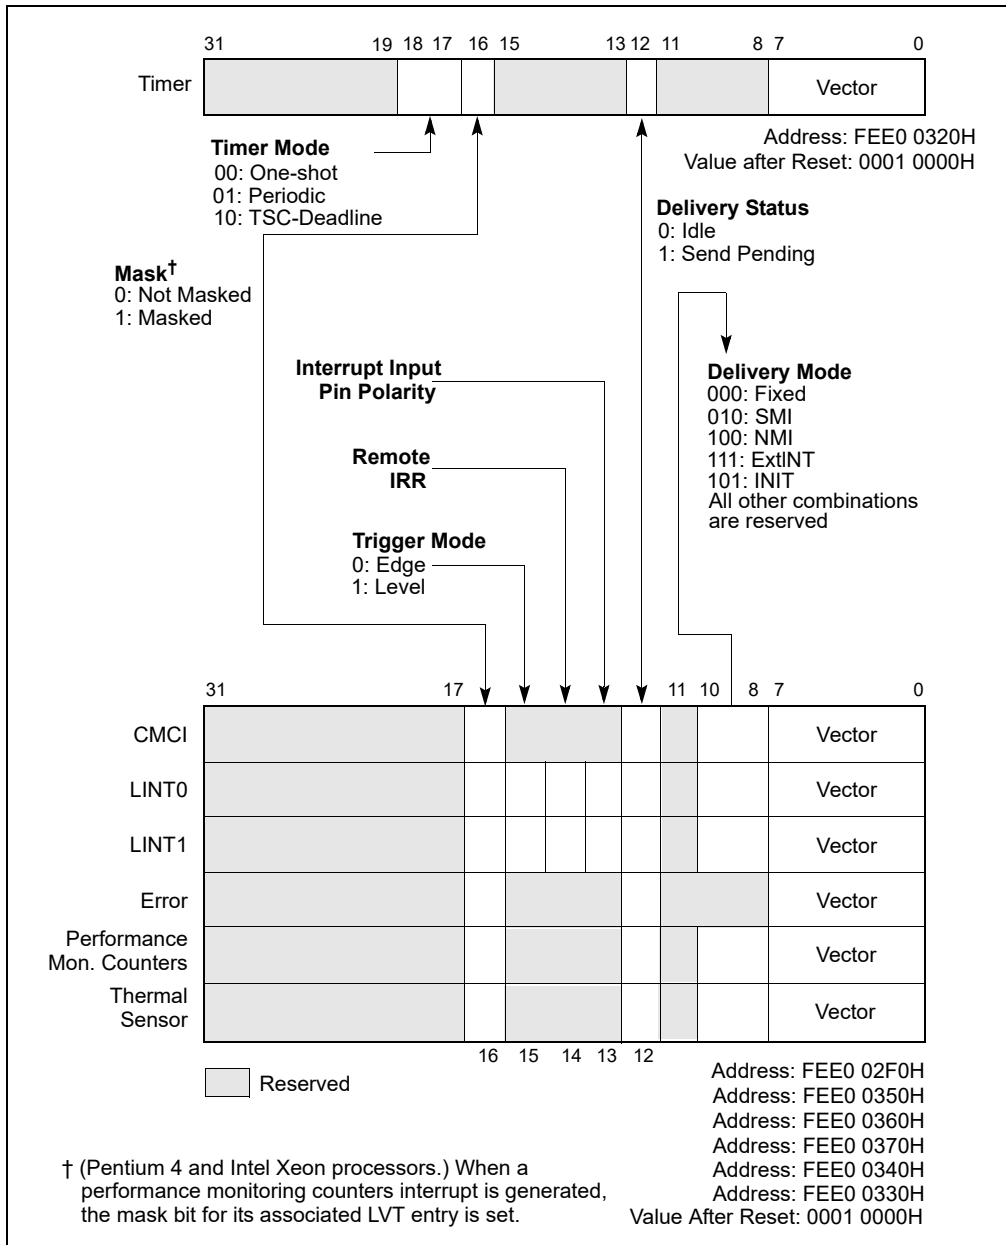 31 19 18 17 16 15 13 12 11 8 7 0
Timer
Vector
Address: FEE0 0320H
Value after Reset: 0001 0000H
Timer Mode
00: One-shot
01: Periodic
10: TSC-Deadline
Delivery Status
0: Idle
1: Send Pending
Mask†
0: Not Masked
1: Masked
Interrupt Input
Pin Polarity
Delivery Mode
000: Fixed
010: SMI
100: NMI
111: ExtlNT
101: INIT
All other combinations
are reserved
Remote
IRR
Trigger Mode
0: Edge
1: Level
31 17 11 10 8 7 0
CMCI Vector
LINT0 Vector
LINT1 Vector
Error Vector
Performance
Mon. Counters
Vector
Thermal
Sensor
Vector
16 15 14 13 12
Reserved
Address: FEE0 02F0H
Address: FEE0 0350H
Address: FEE0 0360H
Address: FEE0 0370H
Address: FEE0 0340H
Address: FEE0 0330H
Value After Reset: 0001 0000H
† (Pentium 4 and Intel Xeon processors.) When a
performance monitoring counters interrupt is generated,
the mask bit for its associated LVT entry is set.